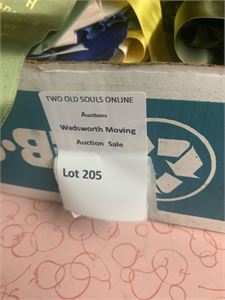 TWO OLD SOULS ONLINE
Auctions
Wadsworth Moving
Auction Sale
Lot 205